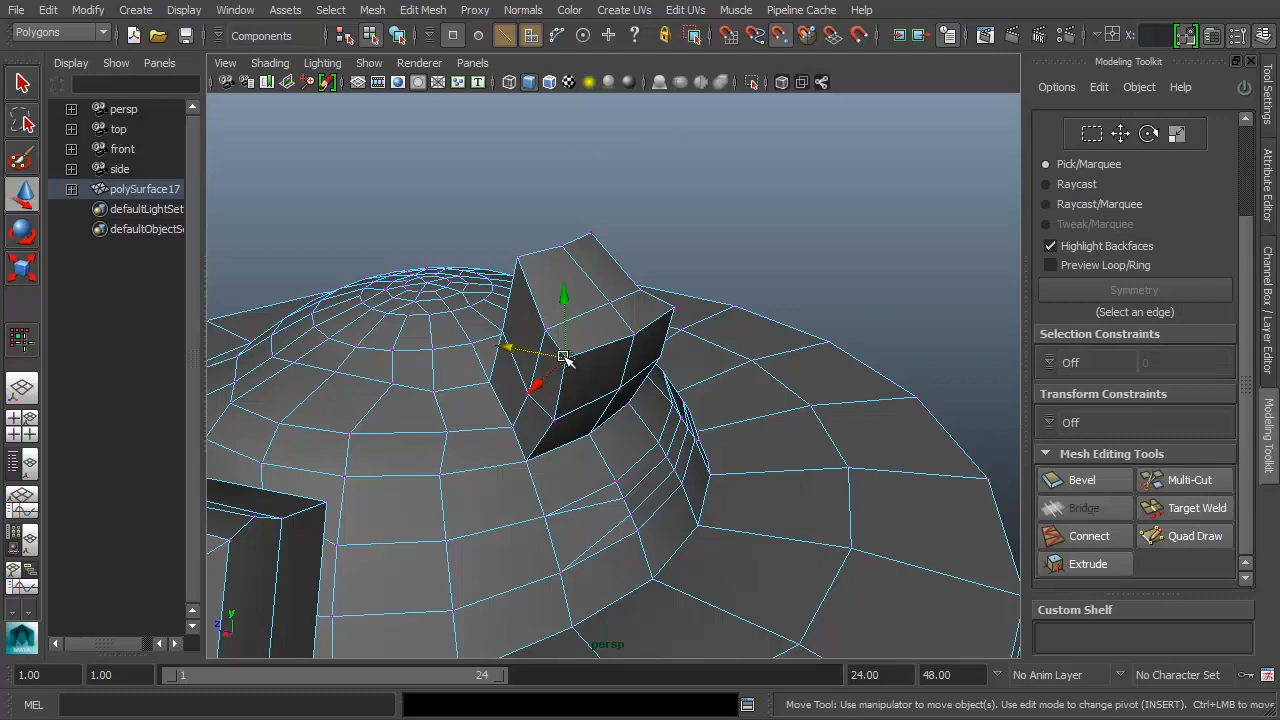 File Edit Modify Create Display Window Assets Select Mesh Edit Mesh Proxy Normals Color Create UVs Edit UVs Muscle Pipeline Cache Help
Polygons Components X:
Display Show Panels
View Shading Lighting Show Renderer Panels
Modeling Toolkit
Options Edit Object Help
persp
top
front
side
polySurface17
defaultLightSet
defaultObjectSe
Pick/Marquee
Raycast
Raycast/Marquee
Tweak/Marquee
Highlight Backfaces
Preview Loop/Ring
Symmetry
(Select an edge)
Selection Constraints
Off 0
Transform Constraints
Off
Mesh Editing Tools
Bevel Multi-Cut
Bridge Target Weld
Connect Quad Draw
Extrude
Custom Shelf
Tool Settings
Attribute Editor
Channel Box / Layer Editor
Modeling Toolkit
y
z
persp
1.00 1.00 1 24 24.00 48.00 No Anim Layer No Character Set
MEL Move Tool: Use manipulator to move object(s). Use edit mode to change pivot (INSERT). Ctrl+LMB to move